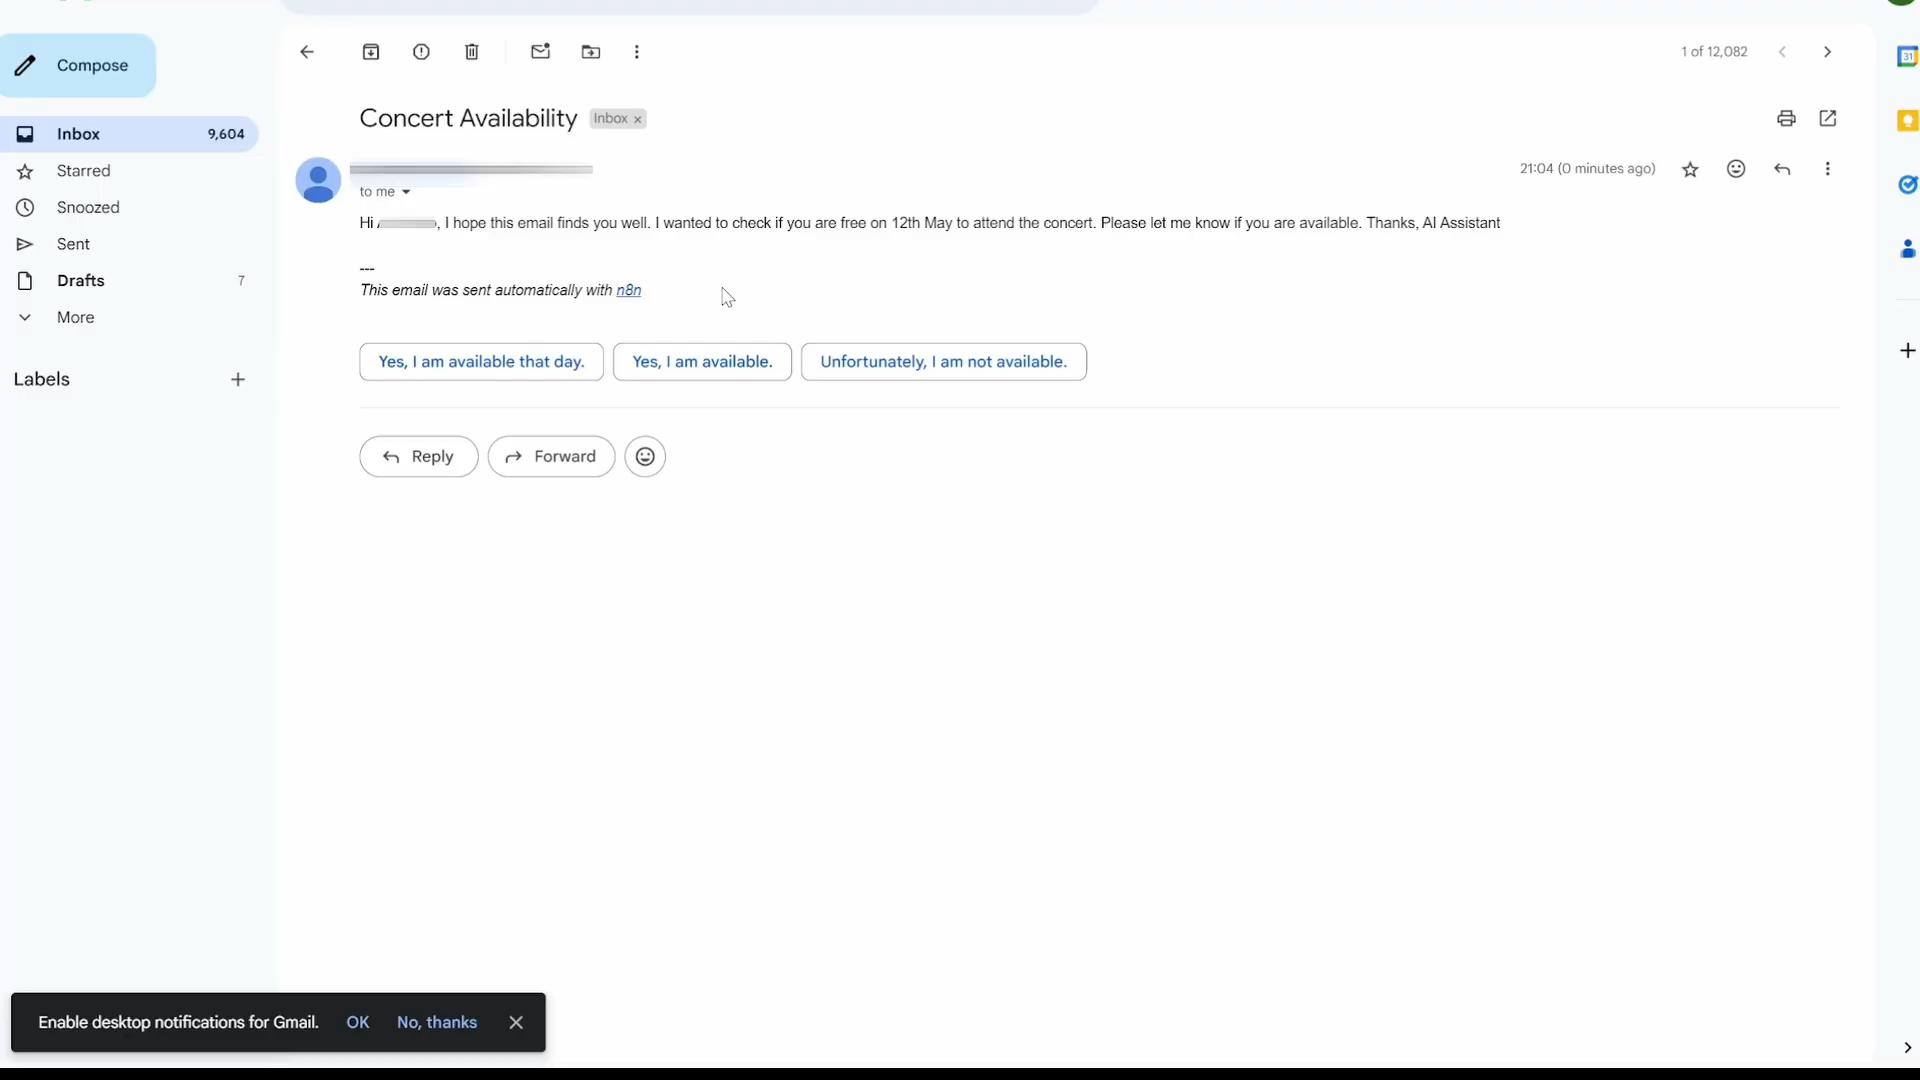 Compose
1 of 12,082
Concert Availability Inbox x
Inbox 9,604
Starred
21:04 (0 minutes ago)
to me
Snoozed
Hi , I hope this email finds you well. I wanted to check if you are free on 12th May to attend the concert. Please let me know if you are available. Thanks, AI Assistant
Sent
---
Drafts 7
This email was sent automatically with n8n
More
Yes, I am available that day. Yes, I am available. Unfortunately, I am not available.
Labels
Reply Forward
Enable desktop notifications for Gmail. OK No, thanks
31